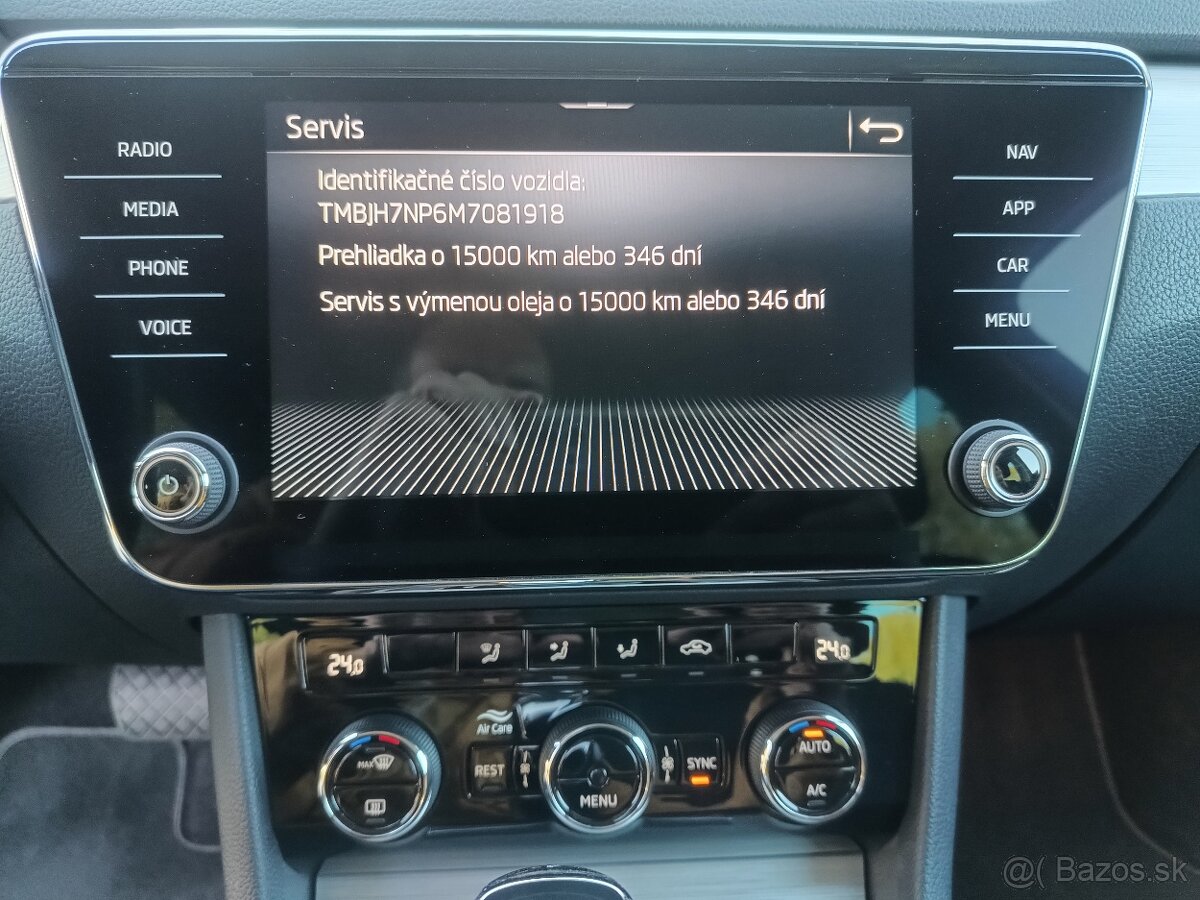 Servis
RADIO
MEDIA
PHONE
VOICE
Identifikačné číslo vozidla:
TMBJH7NP6M7081918
Prehliadka o 15000 km alebo 346 dní
Servis s výmenou oleja o 15000 km alebo 346 dní
NAV
APP
CAR
MENU
24,0
24,0
Air Care
MAX
REST
MENU
SYNC
AUTO
A/C
@( Bazos.sk